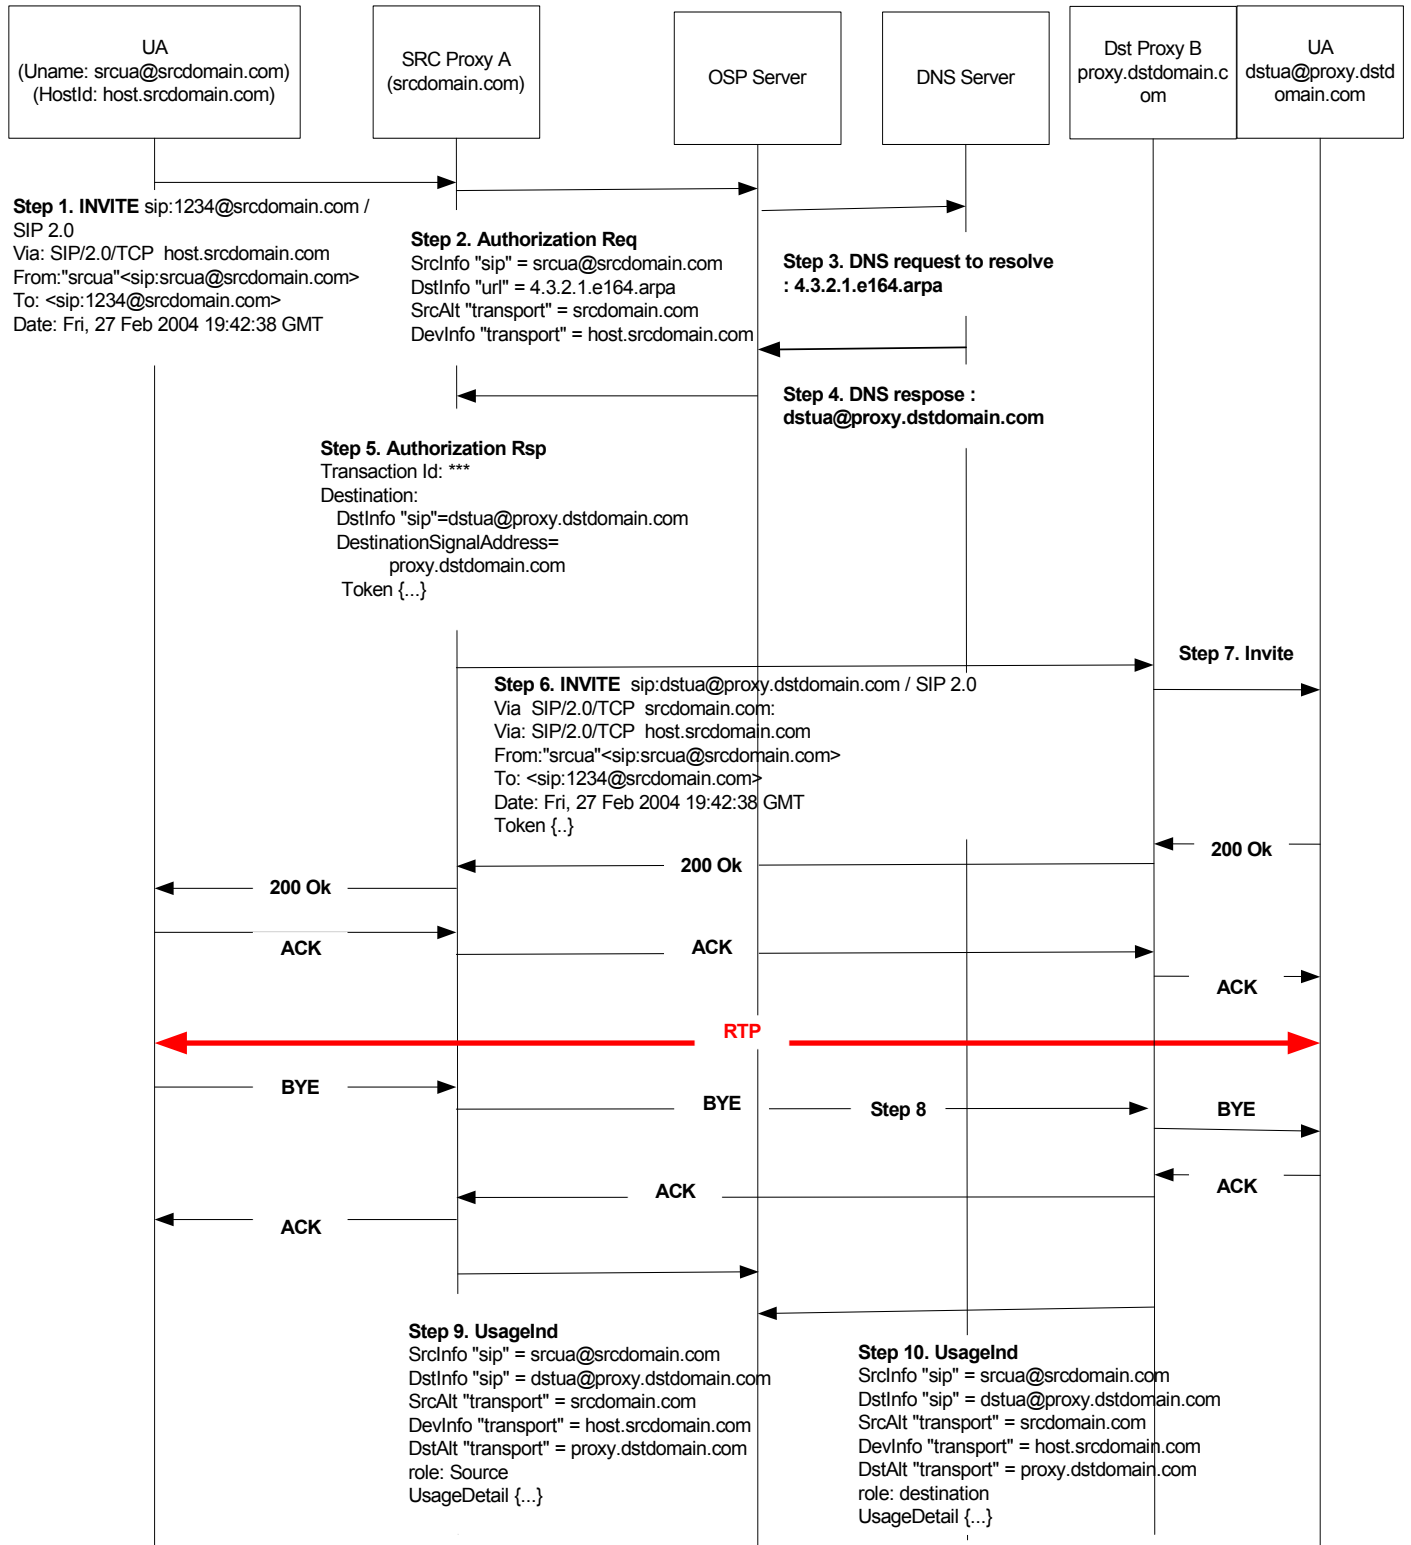 UA
(Uname: srcua@srcdomain.com)
(HostId: host.srcdomain.com)
SRC Proxy A
(srcdomain.com)
OSP Server
DNS Server
Dst Proxy B
proxy.dstdomain.c
om
UA
dstua@proxy.dstd
omain.com
Step 1. INVITE sip:1234@srcdomain.com /
SIP 2.0
Via: SIP/2.0/TCP host.srcdomain.com
From:"srcua"<sip:srcua@srcdomain.com>
To: <sip:1234@srcdomain.com>
Date: Fri, 27 Feb 2004 19:42:38 GMT
Step 2. Authorization Req
SrcInfo "sip" = srcua@srcdomain.com
DstInfo "url" = 4.3.2.1.e164.arpa
SrcAlt "transport" = srcdomain.com
DevInfo "transport" = host.srcdomain.com
Step 3. DNS request to resolve
: 4.3.2.1.e164.arpa
Step 4. DNS respose :
dstua@proxy.dstdomain.com
Step 5. Authorization Rsp
Transaction Id: ***
Destination:
DstInfo "sip"=dstua@proxy.dstdomain.com
DestinationSignalAddress=
proxy.dstdomain.com
Token {...}
Step 7. Invite
Step 6. INVITE sip:dstua@proxy.dstdomain.com / SIP 2.0
Via SIP/2.0/TCP srcdomain.com:
Via: SIP/2.0/TCP host.srcdomain.com
From:"srcua"<sip:srcua@srcdomain.com>
To: <sip:1234@srcdomain.com>
Date: Fri, 27 Feb 2004 19:42:38 GMT
Token {..}
200 Ok
200 Ok
200 Ok
ACK
ACK
ACK
RTP
BYE
BYE
Step 8
BYE
ACK
ACK
ACK
Step 9. UsageInd
SrcInfo "sip" = srcua@srcdomain.com
DstInfo "sip" = dstua@proxy.dstdomain.com
SrcAlt "transport" = srcdomain.com
DevInfo "transport" = host.srcdomain.com
DstAlt "transport" = proxy.dstdomain.com
role: Source
UsageDetail {...}
Step 10. UsageInd
SrcInfo "sip" = srcua@srcdomain.com
DstInfo "sip" = dstua@proxy.dstdomain.com
SrcAlt "transport" = srcdomain.com
DevInfo "transport" = host.srcdomain.com
DstAlt "transport" = proxy.dstdomain.com
role: destination
UsageDetail {...}